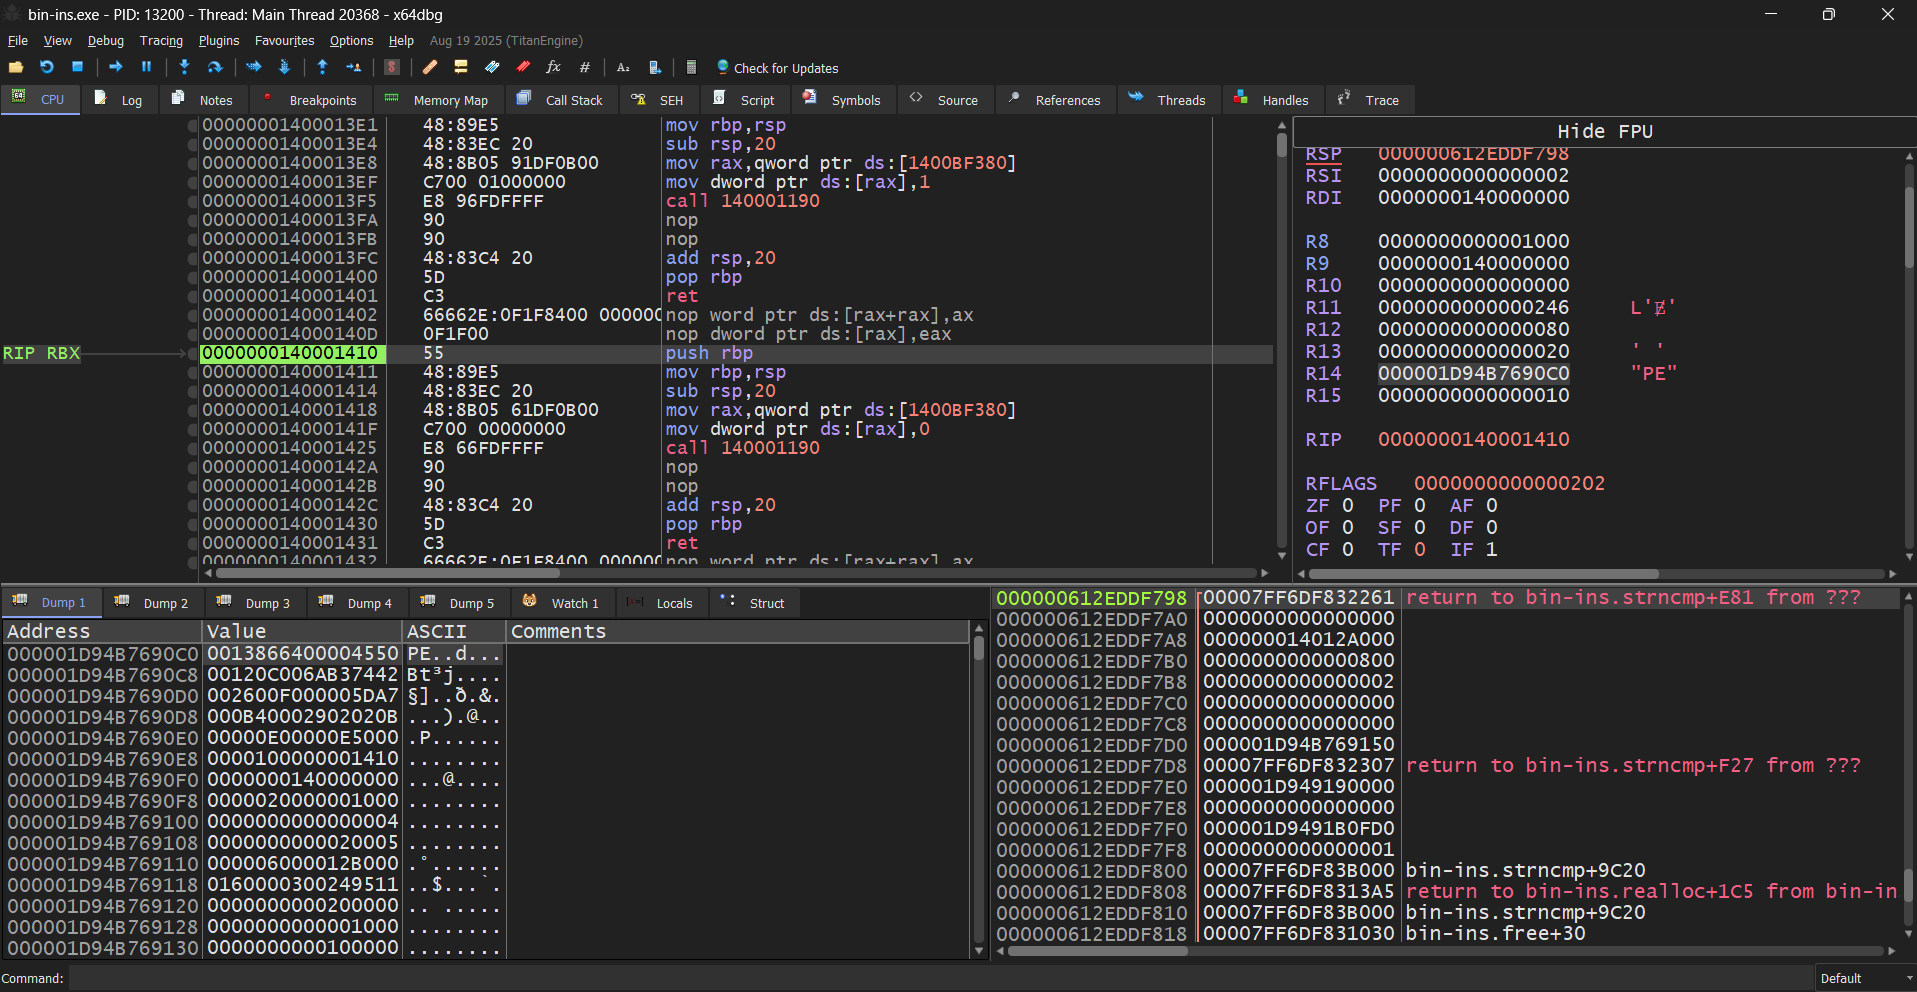 bin-ins.exe - PID: 13200 - Thread: Main Thread 20368 - x64dbg
File View Debug Tracing Plugins Favourites Options Help Aug 19 2025 (TitanEngine)
Check for Updates
CPU Log Notes Breakpoints Memory Map Call Stack SEH Script Symbols Source References Threads Handles Trace
00000001400013E1 48:89E5 mov rbp,rsp
00000001400013E4 48:83EC 20 sub rsp,20
00000001400013E8 48:8B05 91DF0B00 mov rax,qword ptr ds:[1400BF380]
00000001400013EF C700 01000000 mov dword ptr ds:[rax],1
00000001400013F5 E8 96FDFFFF call 140001190
00000001400013FA 90 nop
00000001400013FB 90 nop
00000001400013FC 48:83C4 20 add rsp,20
0000000140001400 5D pop rbp
0000000140001401 C3 ret
0000000140001402 66662E:0F1F8400 000000 nop word ptr ds:[rax+rax],ax
000000014000140D 0F1F00 nop dword ptr ds:[rax],eax
RIP RBX 0000000140001410 55 push rbp
0000000140001411 48:89E5 mov rbp,rsp
0000000140001414 48:83EC 20 sub rsp,20
0000000140001418 48:8B05 61DF0B00 mov rax,qword ptr ds:[1400BF380]
000000014000141F C700 00000000 mov dword ptr ds:[rax],0
0000000140001425 E8 66FDFFFF call 140001190
000000014000142A 90 nop
000000014000142B 90 nop
000000014000142C 48:83C4 20 add rsp,20
0000000140001430 5D pop rbp
0000000140001431 C3 ret
0000000140001432 66662E:0F1F8400 000000 nop word ptr ds:[rax+rax],ax
Hide FPU
RSP 000000612EDDF798
RSI 0000000000000002
RDI 0000000140000000
R8 0000000000001000
R9 0000000140000000
R10 0000000000000000
R11 0000000000000246
R12 0000000000000080
R13 0000000000000020 ' '
R14 000001D94B7690C0 "PE"
R15 0000000000000010
RIP 0000000140001410
RFLAGS 0000000000000202
ZF 0 PF 0 AF 0
OF 0 SF 0 DF 0
CF 0 TF 0 IF 1
Dump 1 Dump 2 Dump 3 Dump 4 Dump 5 Watch 1 Locals Struct
Address Value ASCII Comments
000001D94B7690C0 0013866400004550 PE..d...
000001D94B7690C8 00120C006AB37442 Bt³j....
000001D94B7690D0 002600F000005DA7 §]..ð.&.
000001D94B7690D8 000B40002902020B ...).@..
000001D94B7690E0 00000E00000E5000 .P......
000001D94B7690E8 0000100000001410 ........
000001D94B7690F0 0000000140000000 ...@....
000001D94B7690F8 0000020000001000 ........
000001D94B769100 0000000000000004 ........
000001D94B769108 0000000000020005 ........
000001D94B769110 000006000012B000 .°......
000001D94B769118 0160000300249511 ..$...`.
000001D94B769120 0000000000200000 .. .....
000001D94B769128 0000000000001000 ........
000001D94B769130 0000000000100000 ........
000000612EDDF798 00007FF6DF832261 return to bin-ins.strncmp+E81 from ???
000000612EDDF7A0 0000000000000000
000000612EDDF7A8 000000014012A000
000000612EDDF7B0 0000000000000800
000000612EDDF7B8 0000000000000002
000000612EDDF7C0 0000000000000000
000000612EDDF7C8 0000000000000000
000000612EDDF7D0 000001D94B769150
000000612EDDF7D8 00007FF6DF832307 return to bin-ins.strncmp+F27 from ???
000000612EDDF7E0 000001D949190000
000000612EDDF7E8 0000000000000000
000000612EDDF7F0 000001D9491B0FD0
000000612EDDF7F8 0000000000000001
000000612EDDF800 00007FF6DF83B000 bin-ins.strncmp+9C20
000000612EDDF808 00007FF6DF8313A5 return to bin-ins.realloc+1C5 from bin-in
000000612EDDF810 00007FF6DF83B000 bin-ins.strncmp+9C20
000000612EDDF818 00007FF6DF831030 bin-ins.free+30
Command: Default